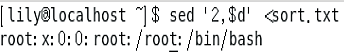 [lily@localhost ~]$ sed '2,$d' <sort.txt
root:x:0:0:root:/root:/bin/bash